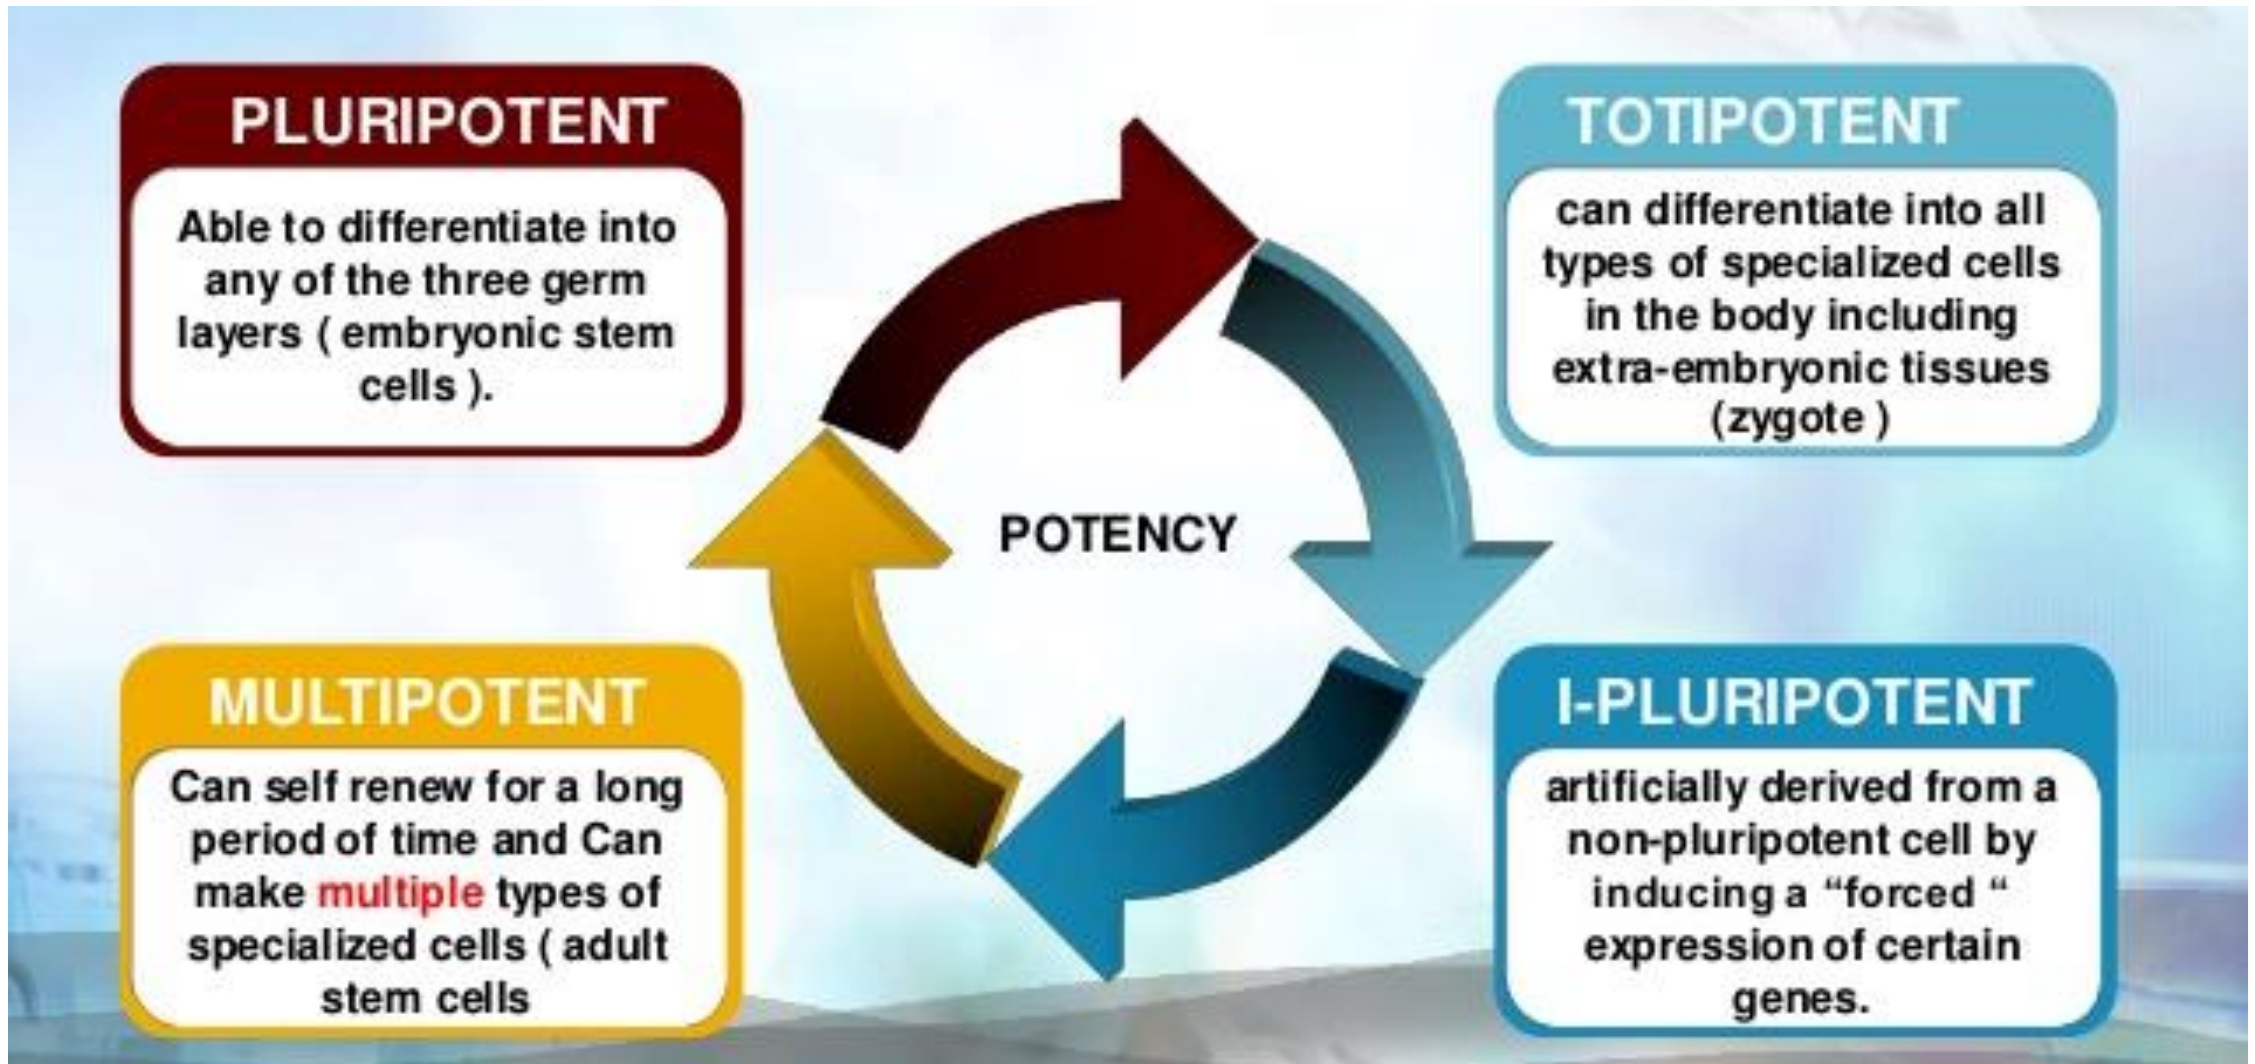 PLURIPOTENT
Able to differentiate into
any of the three germ
layers ( embryonic stem
cells ).
TOTIPOTENT
can differentiate into all
types of specialized cells
in the body including
extra-embryonic tissues
(zygote )
POTENCY
MULTIPOTENT
Can self renew for a long
period of time and Can
make multiple types of
specialized cells ( adult
stem cells
I-PLURIPOTENT
artificially derived from a
non-pluripotent cell by
inducing a “forced “
expression of certain
genes.